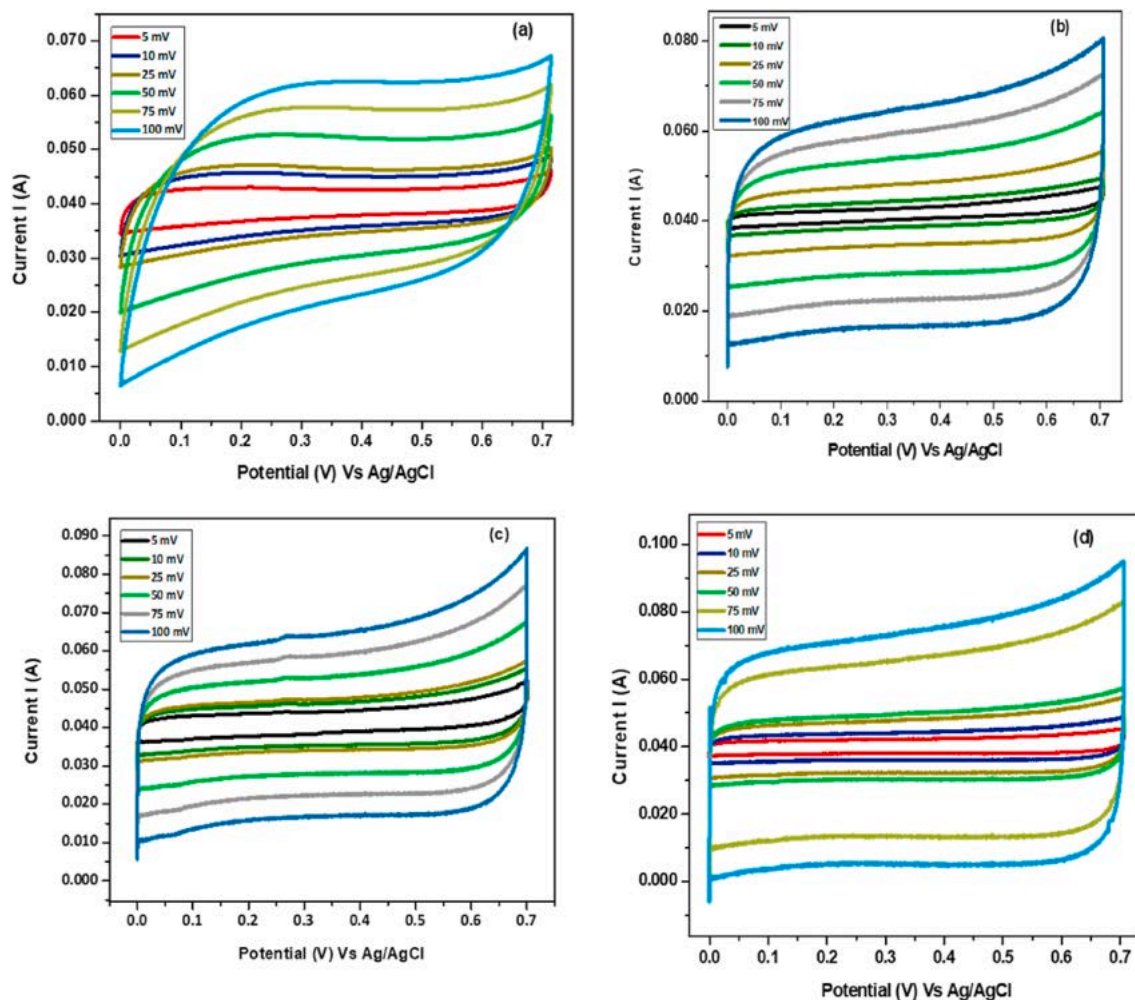 (a)
5 mV
10 mV
25 mV
50 mV
75 mV
100 mV
0.070
0.060
0.050
0.040
0.030
0.020
0.010
0.000
Current I (A)
0.0 0.1 0.2 0.3 0.4 0.5 0.6 0.7
Potential (V) Vs Ag/AgCl
(b)
5 mV
10 mV
25 mV
50 mV
75 mV
100 mV
0.080
0.060
0.040
0.020
0.000
Current I (A)
0.0 0.1 0.2 0.3 0.4 0.5 0.6 0.7
Potential (V) Vs Ag/AgCl
(c)
5 mV
10 mV
25 mV
50 mV
75 mV
100 mV
0.090
0.080
0.070
0.060
0.050
0.040
0.030
0.020
0.010
0.000
Current I (A)
0.0 0.1 0.2 0.3 0.4 0.5 0.6 0.7
Potential (V) Vs Ag/AgCl
(d)
5 mV
10 mV
25 mV
50 mV
75 mV
100 mV
0.100
0.080
0.060
0.040
0.020
0.000
Current I (A)
0.0 0.1 0.2 0.3 0.4 0.5 0.6 0.7
Potential (V) Vs Ag/AgCl